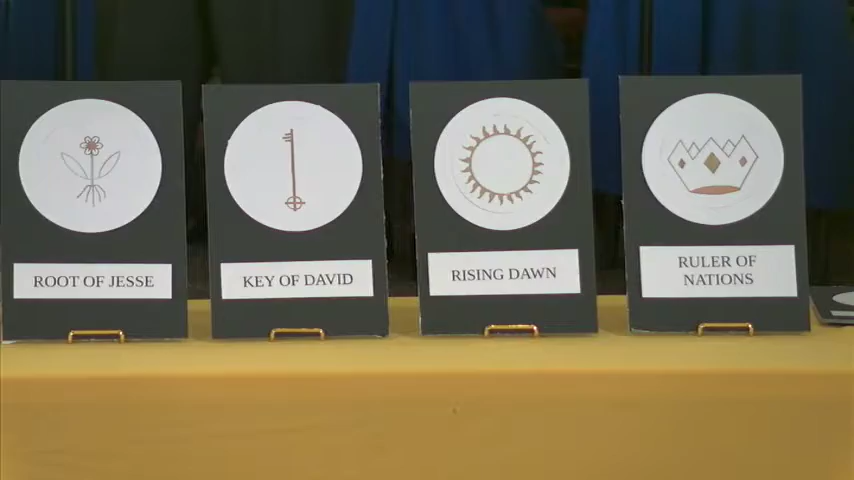 ROOT OF JESSE
KEY OF DAVID
RISING DAWN
RULER OF
NATIONS